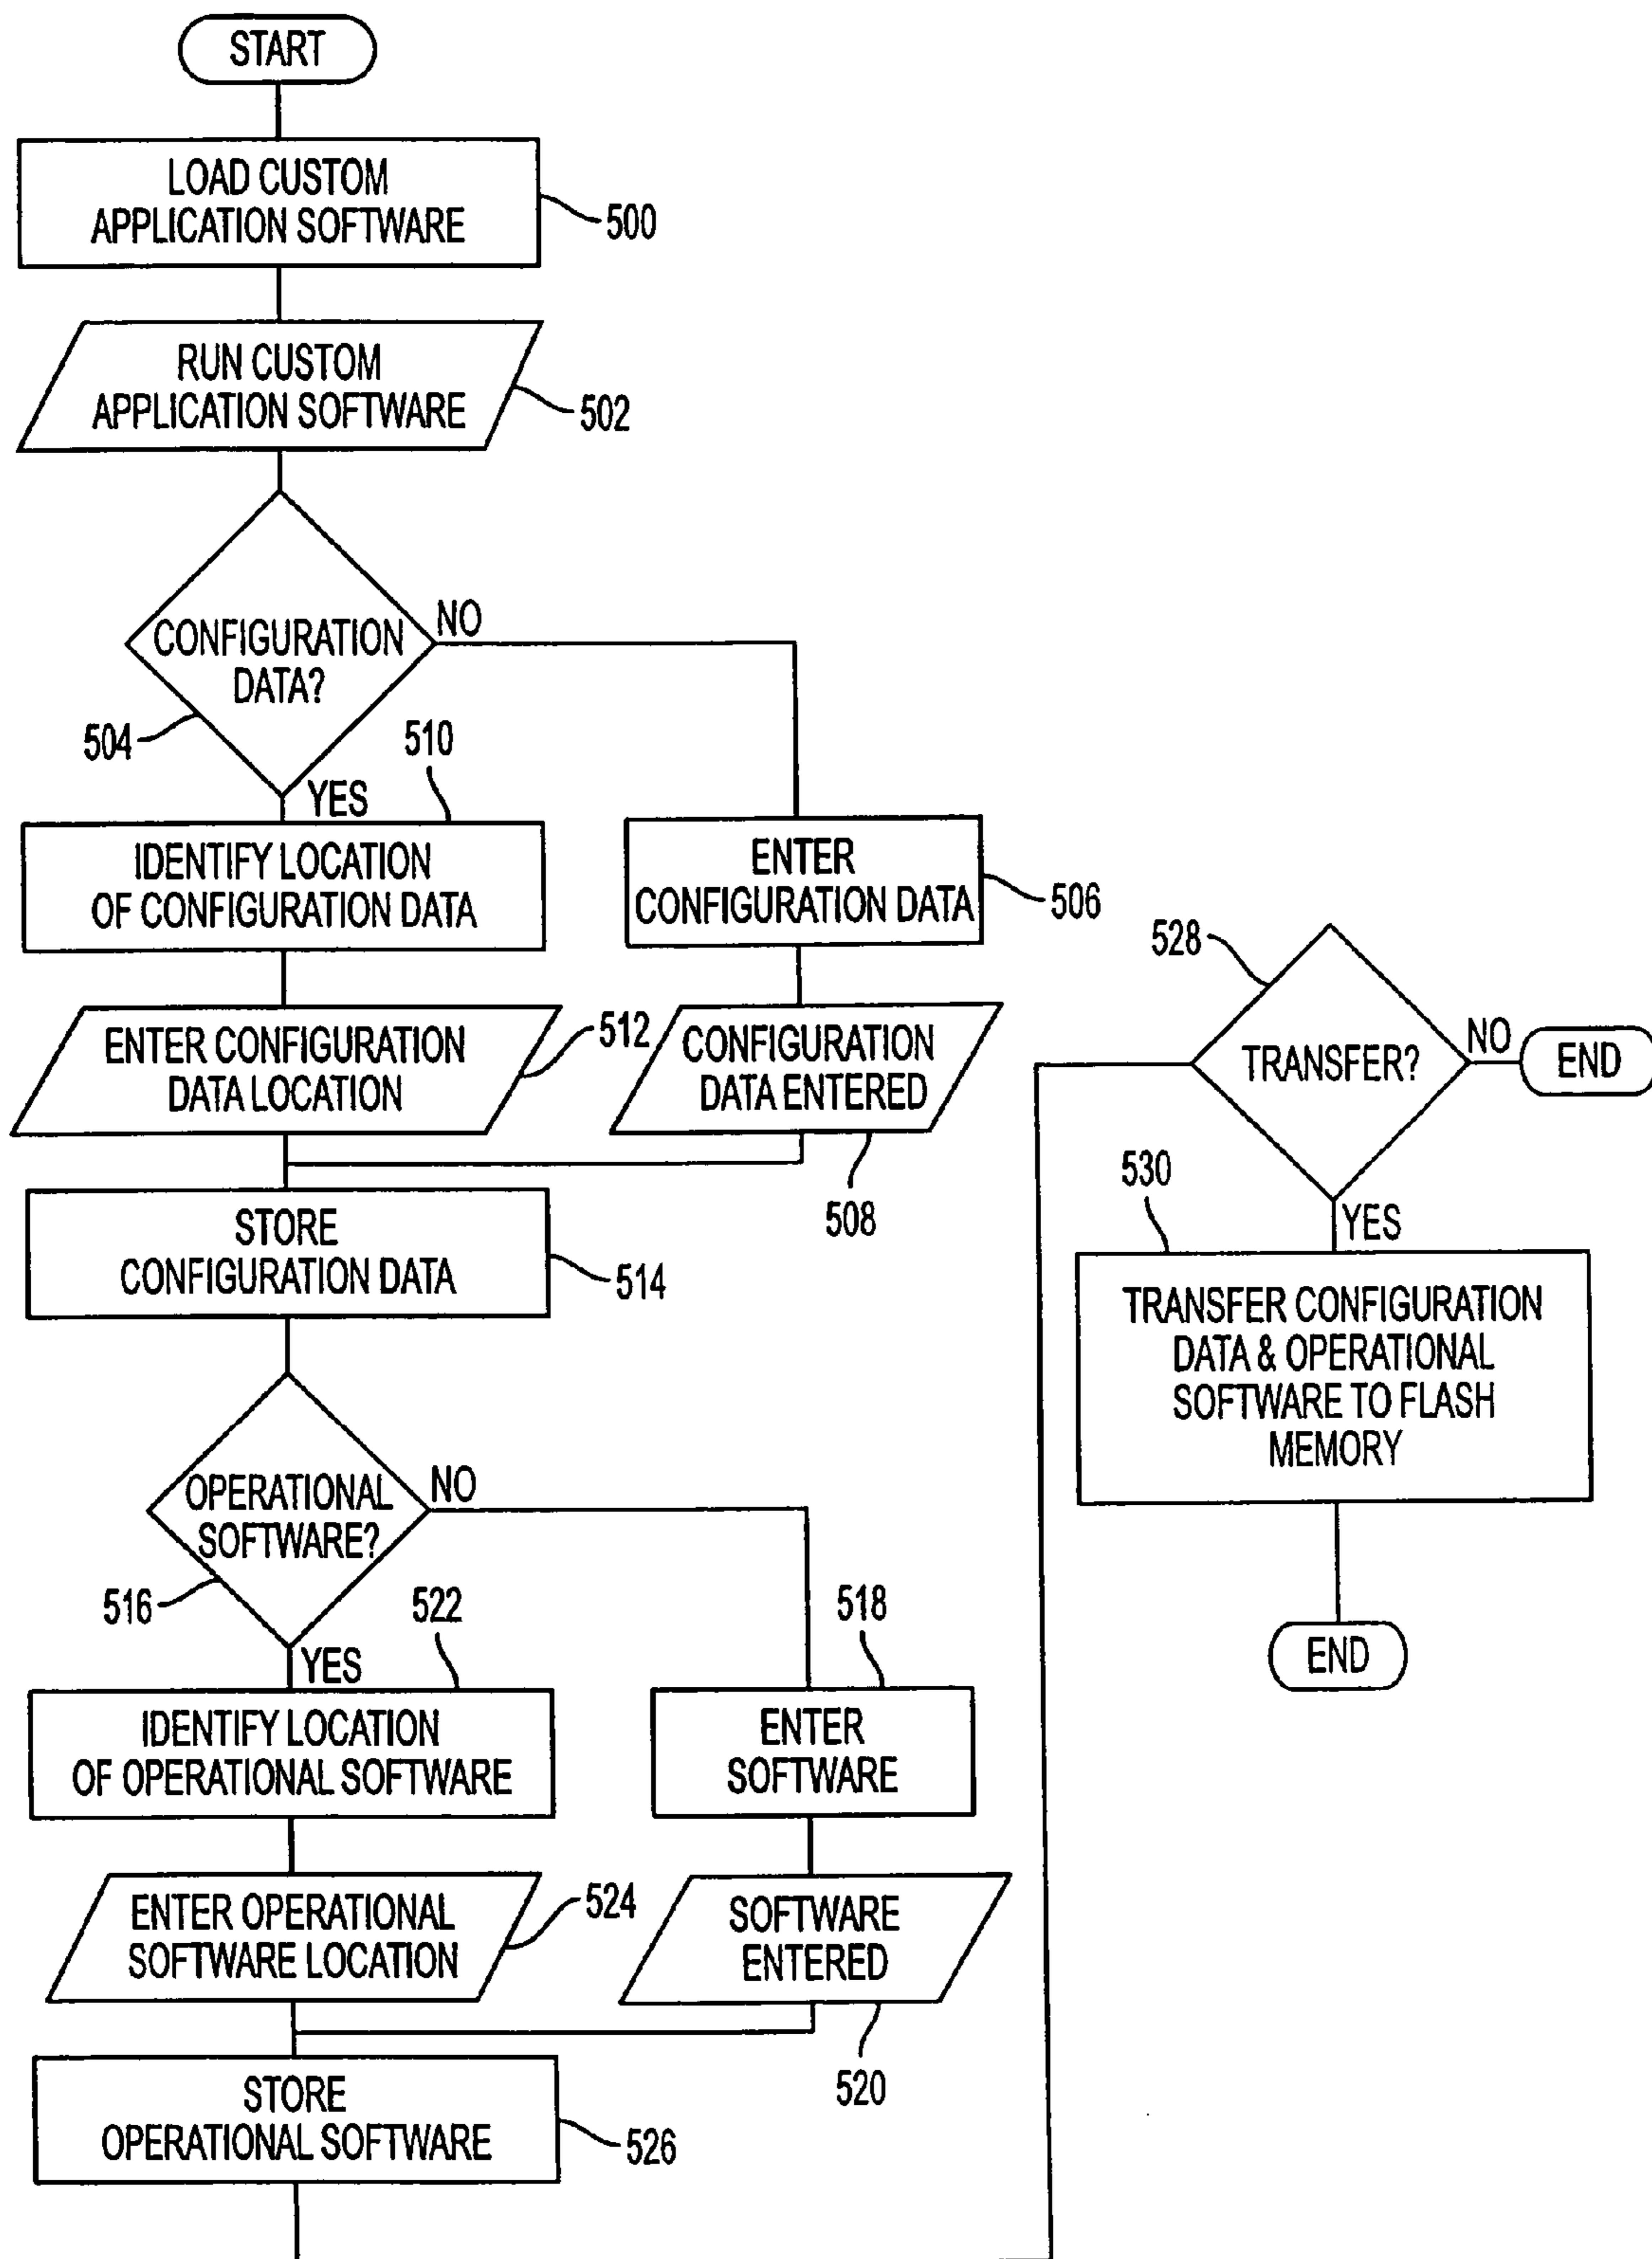 START
LOAD CUSTOM
APPLICATION SOFTWARE
500
RUN CUSTOM
APPLICATION SOFTWARE
502
CONFIGURATION
DATA?
504
NO
YES
510
IDENTIFY LOCATION
OF CONFIGURATION DATA
ENTER
CONFIGURATION DATA
506
ENTER CONFIGURATION
DATA LOCATION
512
CONFIGURATION
DATA ENTERED
508
STORE
CONFIGURATION DATA
514
OPERATIONAL
SOFTWARE?
516
NO
YES
522
IDENTIFY LOCATION
OF OPERATIONAL SOFTWARE
518
ENTER
SOFTWARE
ENTER OPERATIONAL
SOFTWARE LOCATION
524
SOFTWARE
ENTERED
520
STORE
OPERATIONAL SOFTWARE
526
528
TRANSFER?
NO
END
YES
530
TRANSFER CONFIGURATION
DATA & OPERATIONAL
SOFTWARE TO FLASH
MEMORY
END